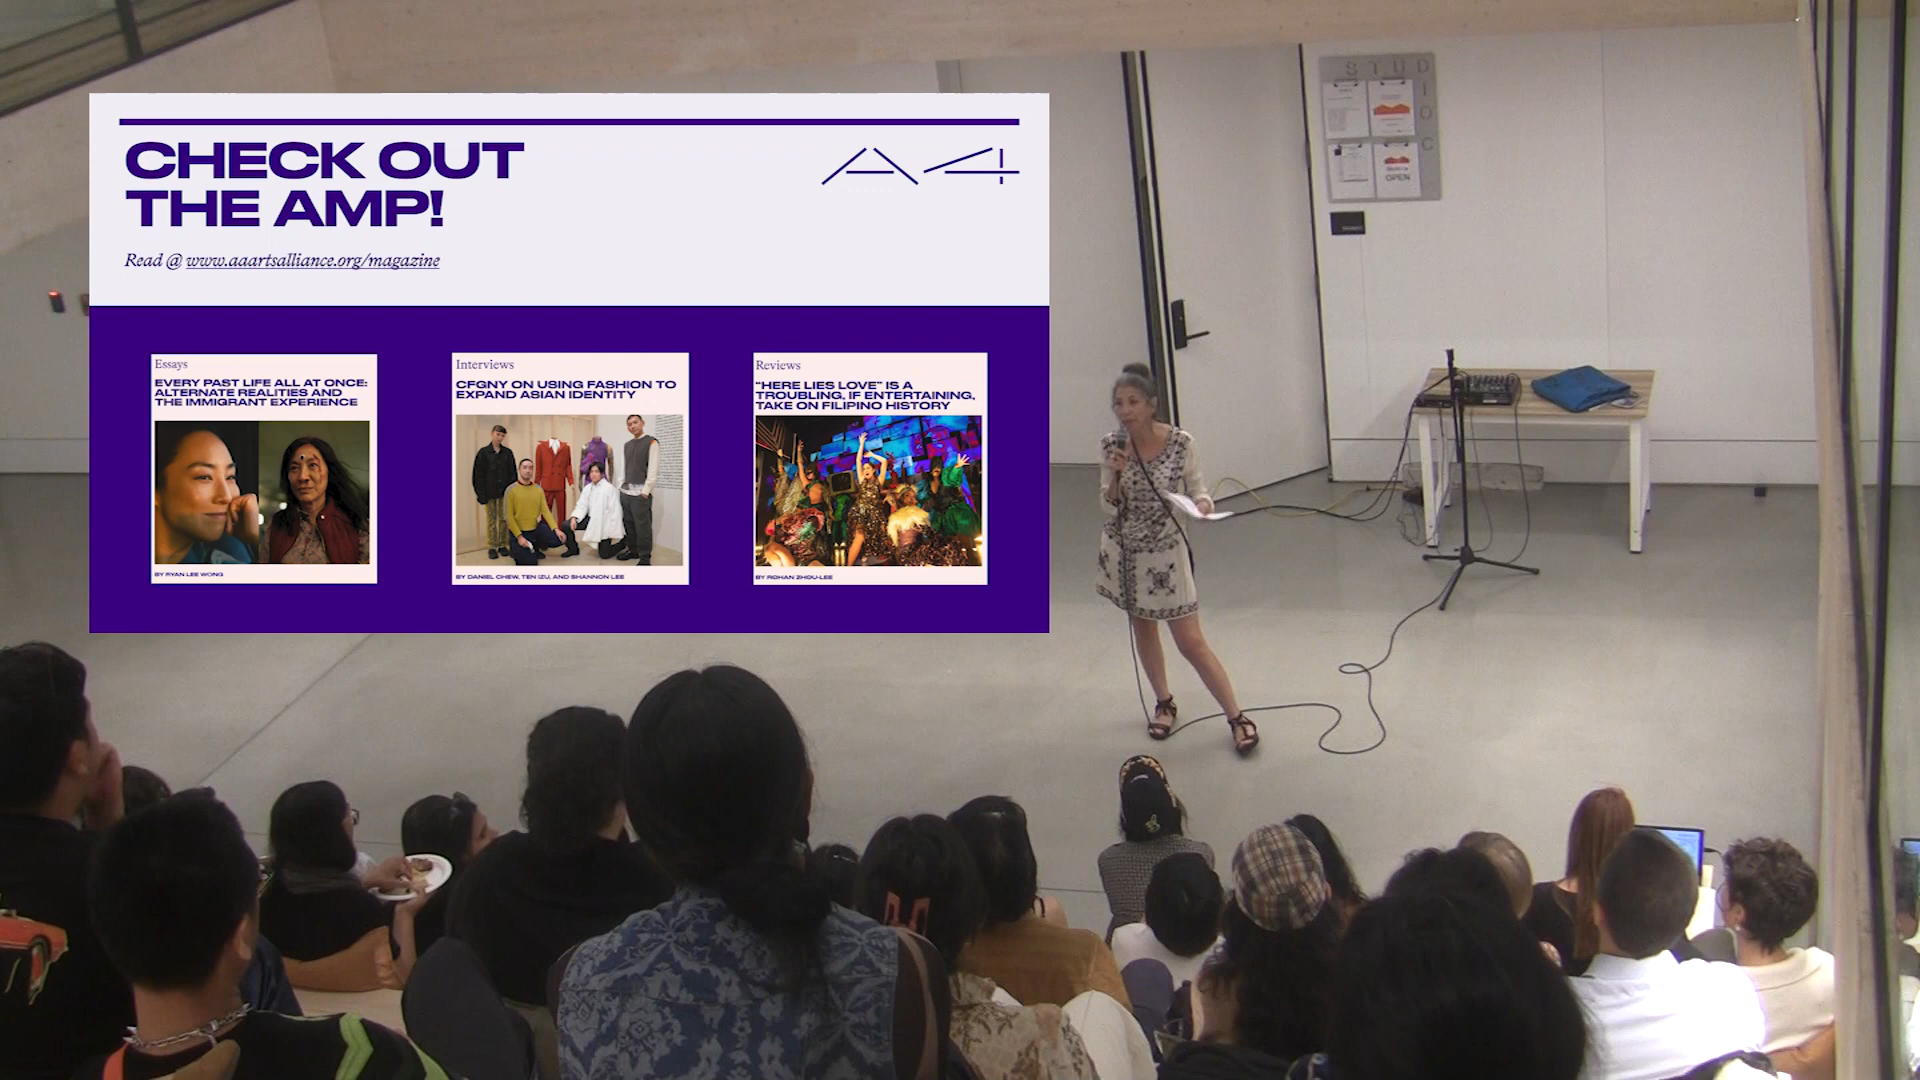 CHECK OUT
THE AMP!
A4
Read @ www.aaartsalliance.org/magazine
Essays
EVERY PAST LIFE ALL AT ONCE:
ALTERNATE REALITIES AND
THE IMMIGRANT EXPERIENCE
BY RYAN LEE WONG
Interviews
CFGNY ON USING FASHION TO
EXPAND ASIAN IDENTITY
BY DANIEL CHEW, TEN IZU, AND SHANNON LEE
Reviews
“HERE LIES LOVE” IS A
TROUBLING, IF ENTERTAINING,
TAKE ON FILIPINO HISTORY
BY ROHAN ZHOU-LEE
STUDIO C
OPEN